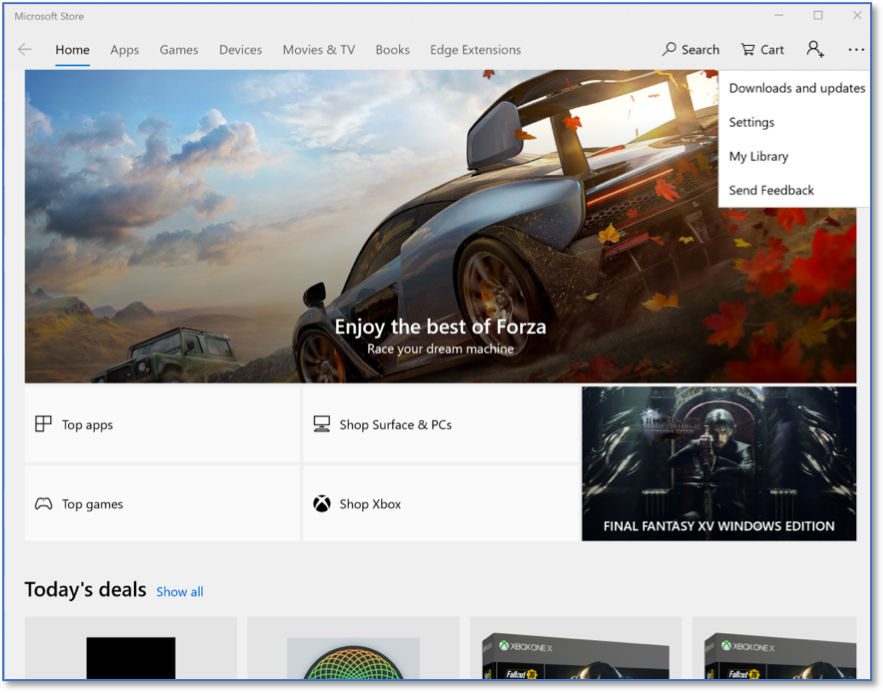 Microsoft Store
Home Apps Games Devices Movies & TV Books Edge Extensions Search Cart
Downloads and updates
Settings
My Library
Send Feedback
Enjoy the best of Forza
Race your dream machine
Top apps
Shop Surface & PCs
Top games
Shop Xbox
FINAL FANTASY XV WINDOWS EDITION
Today's deals Show all
XBOX ONE X
Fallout 76
XBOX ONE X
Fallout 76